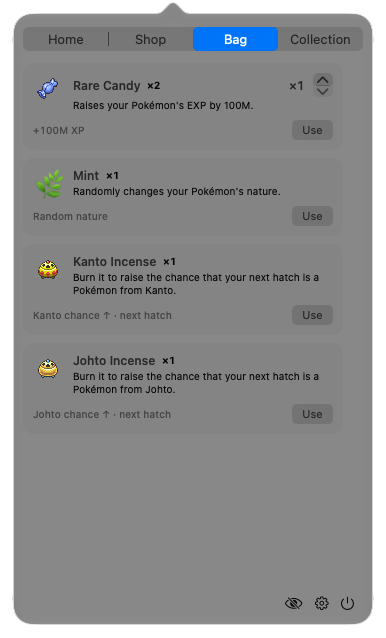 Home
Shop
Bag
Collection
Rare Candy ×2
×1
Raises your Pokémon's EXP by 100M.
+100M XP
Use
Mint ×1
Randomly changes your Pokémon's nature.
Random nature
Use
Kanto Incense ×1
Burn it to raise the chance that your next hatch is a
Pokémon from Kanto.
Kanto chance ↑ · next hatch
Use
Johto Incense ×1
Burn it to raise the chance that your next hatch is a
Pokémon from Johto.
Johto chance ↑ · next hatch
Use